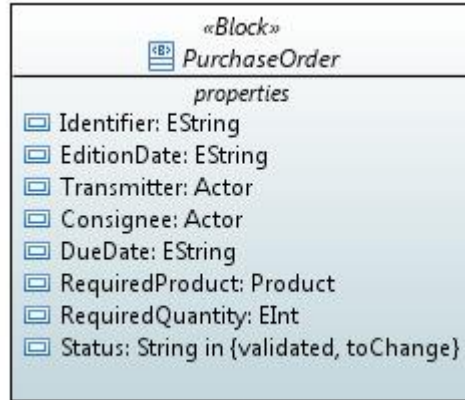 «Block»
PurchaseOrder
properties
Identifier: EString
EditionDate: EString
Transmitter: Actor
Consignee: Actor
DueDate: EString
RequiredProduct: Product
RequiredQuantity: EInt
Status: String in {validated, toChange}